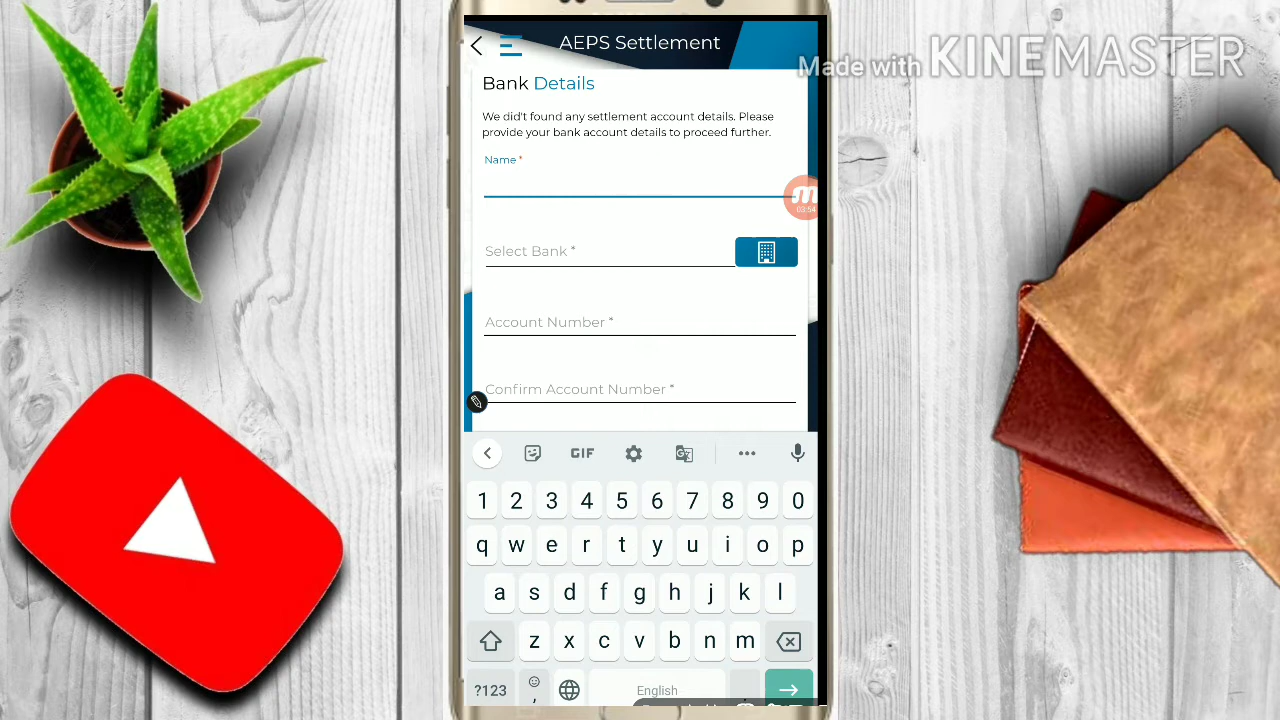 AEPS Settlement
Made with KINEMASTER
Bank Details
We did't found any settlement account details. Please
provide your bank account details to proceed further.
Name *
03:54
Select Bank *
Account Number *
Confirm Account Number *
GIF
1 2 3 4 5 6 7 8 9 0
q w e r t y u i o p
a s d f g h j k l
z x c v b n m
?123 , English .